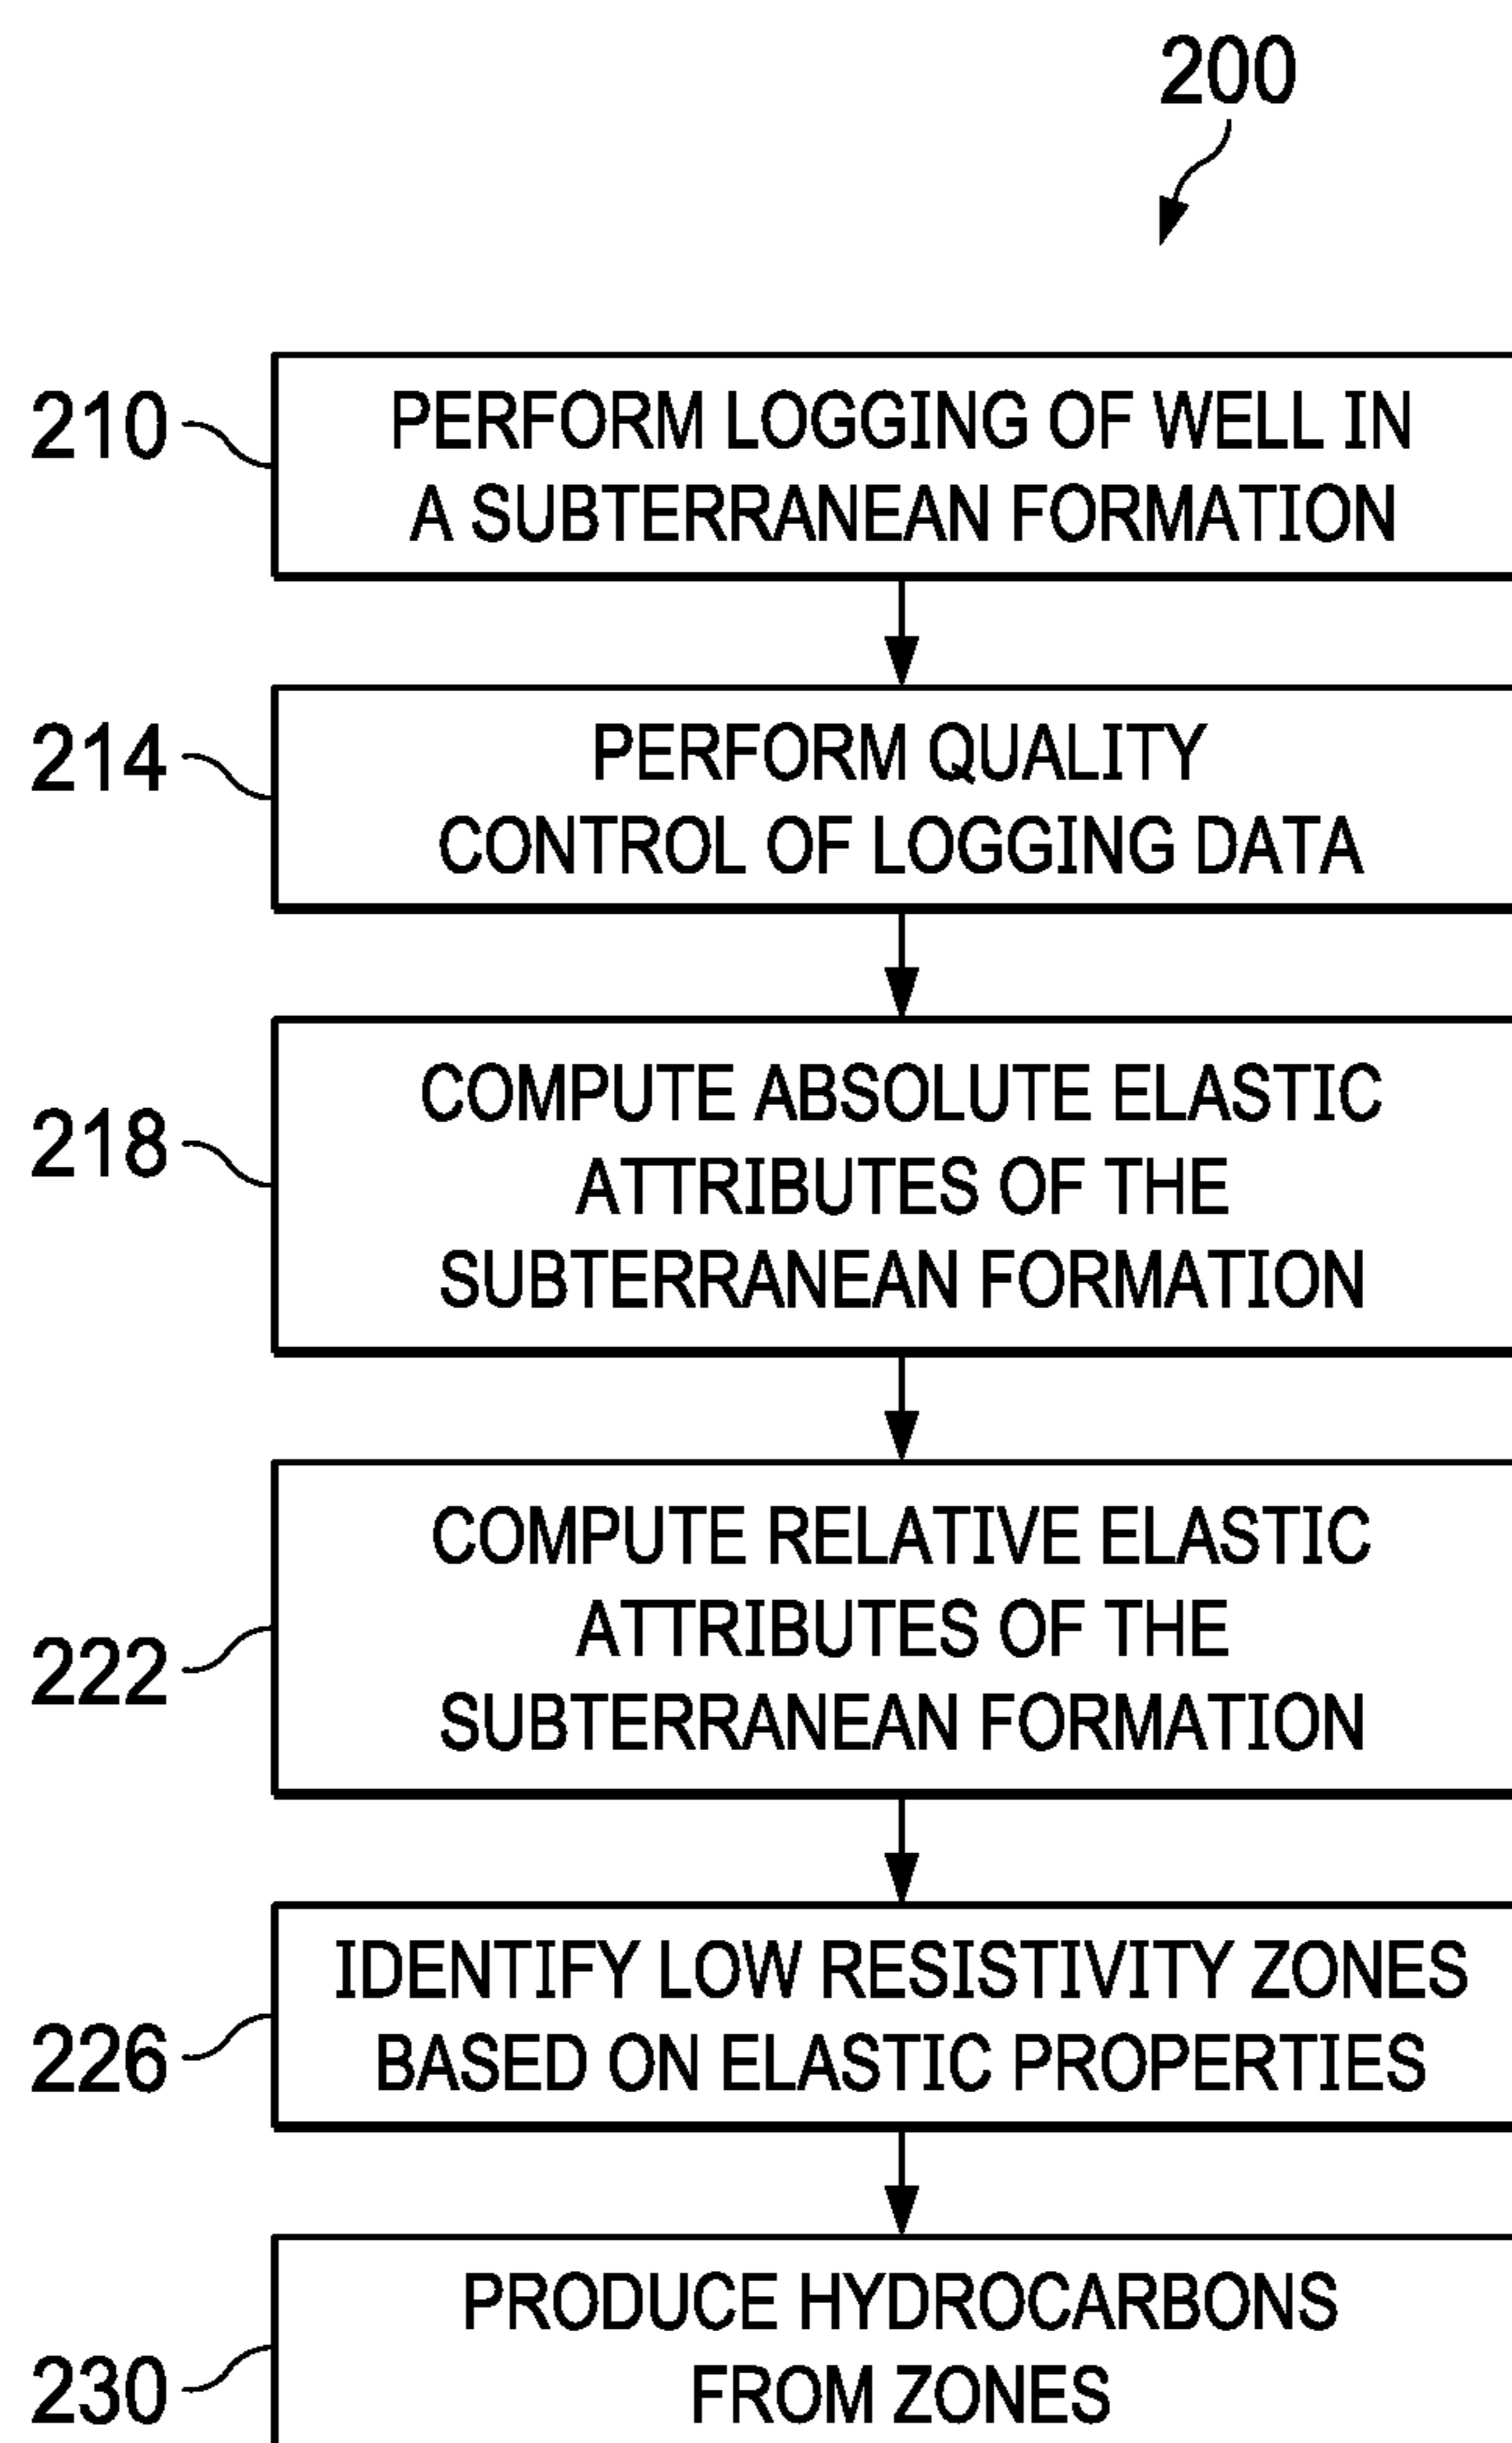 200
210
PERFORM LOGGING OF WELL IN
A SUBTERRANEAN FORMATION
214
PERFORM QUALITY
CONTROL OF LOGGING DATA
218
COMPUTE ABSOLUTE ELASTIC
ATTRIBUTES OF THE
SUBTERRANEAN FORMATION
222
COMPUTE RELATIVE ELASTIC
ATTRIBUTES OF THE
SUBTERRANEAN FORMATION
226
IDENTIFY LOW RESISTIVITY ZONES
BASED ON ELASTIC PROPERTIES
230
PRODUCE HYDROCARBONS
FROM ZONES